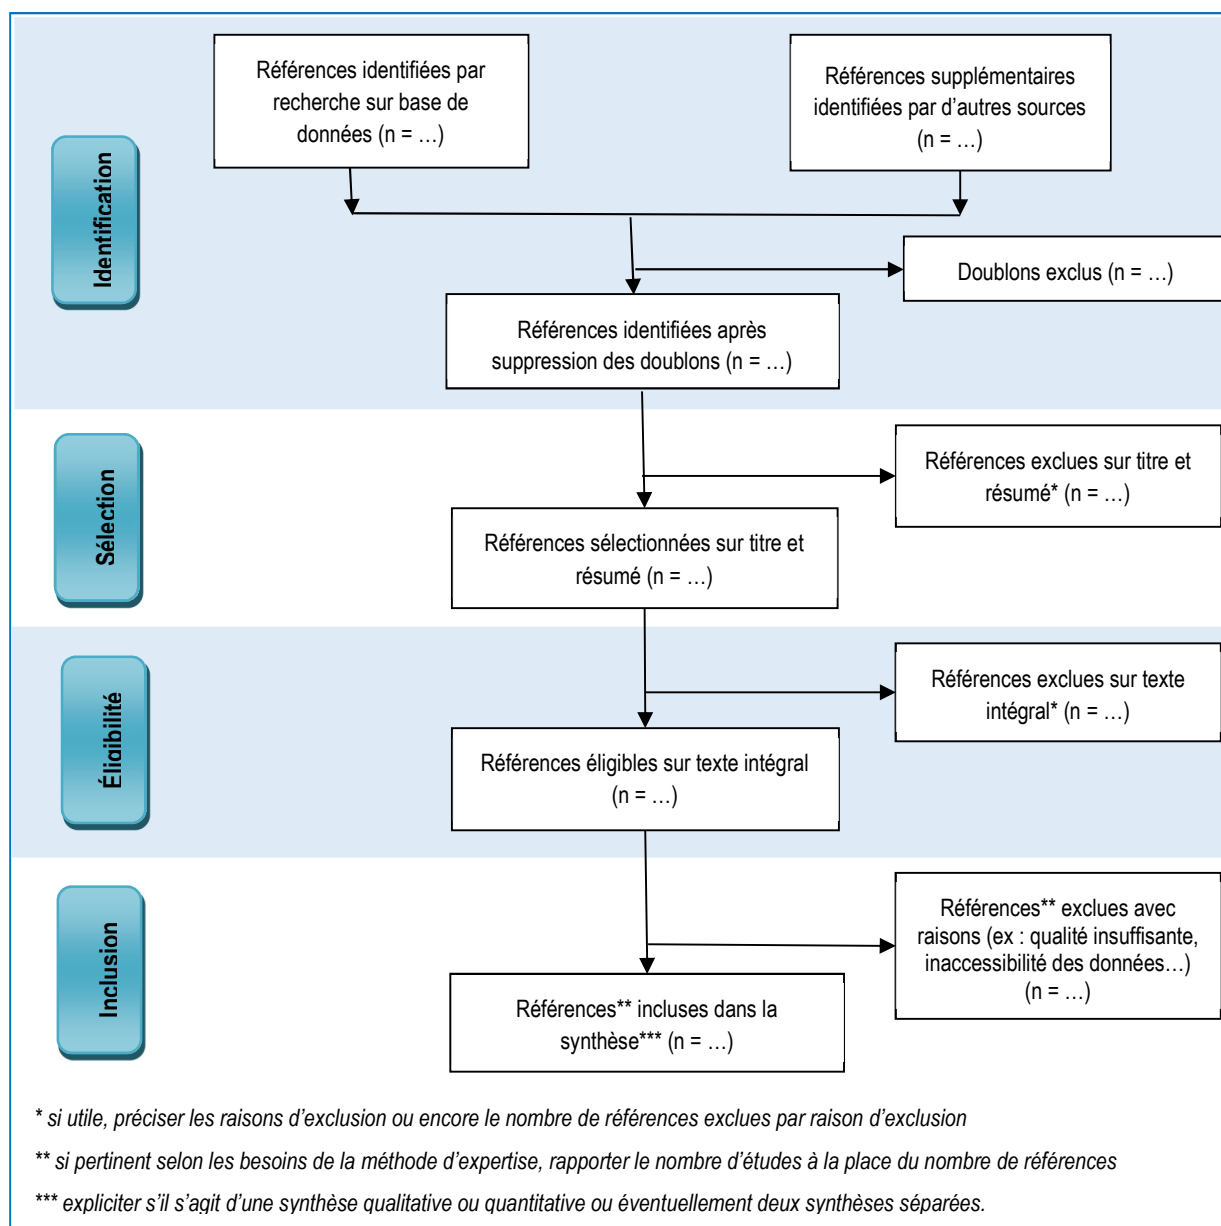 Références identifiées par
recherche sur base de
données (n = …)
Références supplémentaires
identifiées par d’autres sources
(n = …)
Identification
Doublons exclus (n = …)
Références identifiées après
suppression des doublons (n = …)
Sélection
Références exclues sur titre et
résumé* (n = …)
Références sélectionnées sur titre et
résumé (n = …)
Éligibilité
Références exclues sur texte
intégral* (n = …)
Références éligibles sur texte intégral
(n = …)
Inclusion
Références** exclues avec
raisons (ex : qualité insuffisante,
inaccessibilité des données…)
(n = …)
Références** incluses dans la
synthèse*** (n = …)
* si utile, préciser les raisons d’exclusion ou encore le nombre de références exclues par raison d’exclusion
** si pertinent selon les besoins de la méthode d’expertise, rapporter le nombre d’études à la place du nombre de références
*** expliciter s’il s’agit d’une synthèse qualitative ou quantitative ou éventuellement deux synthèses séparées.